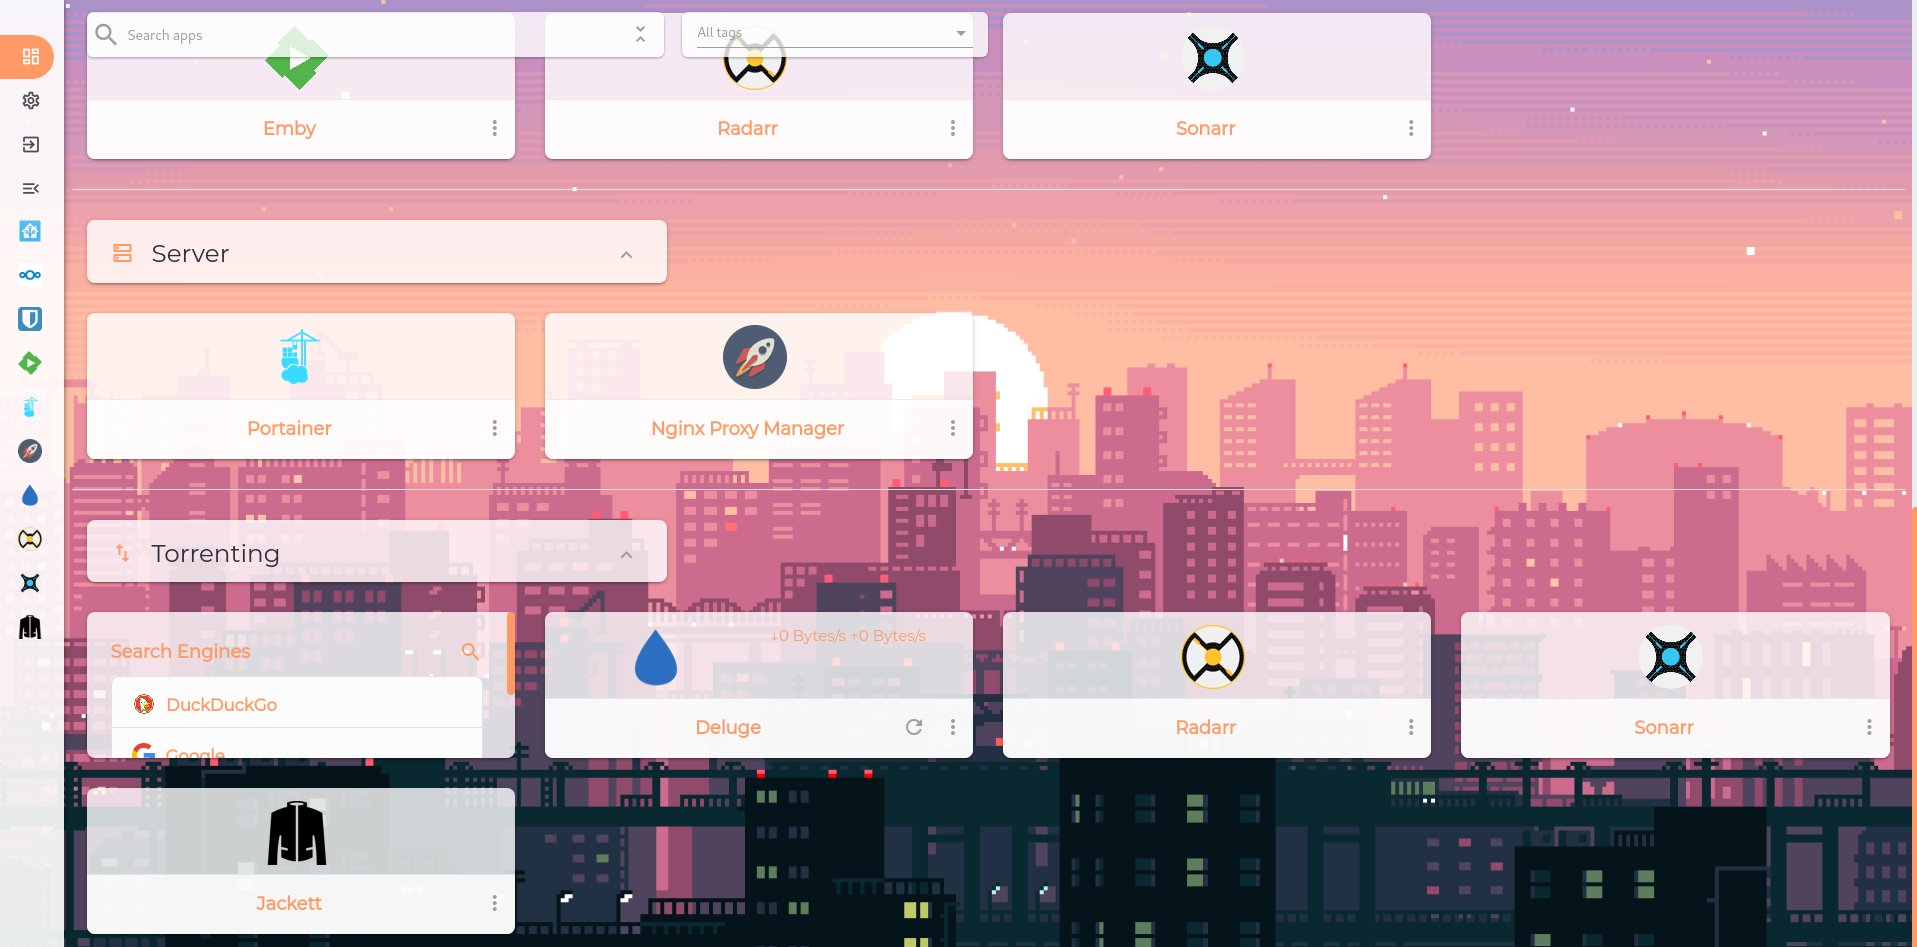 Search apps
All tags
Emby
Radarr
Sonarr
Server
Portainer
Nginx Proxy Manager
Torrenting
Search Engines
DuckDuckGo
Google
↓0 Bytes/s ↑0 Bytes/s
Deluge
Radarr
Sonarr
Jackett